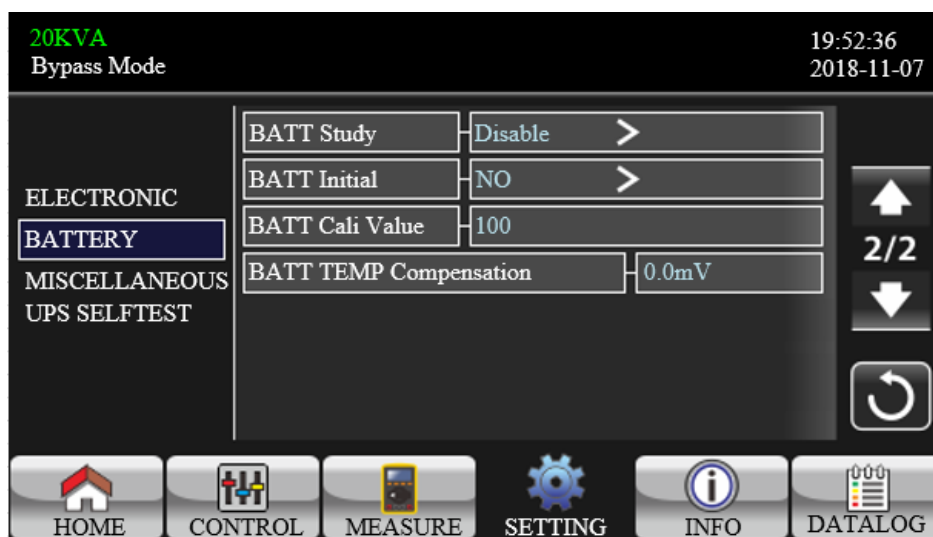 20KVA
Bypass Mode
19:52:36
2018-11-07
ELECTRONIC
BATTERY
MISCELLANEOUS
UPS SELFTEST
BATT Study Disable >
BATT Initial NO >
BATT Cali Value 100
BATT TEMP Compensation 0.0mV
2/2
HOME CONTROL MEASURE SETTING INFO DATALOG